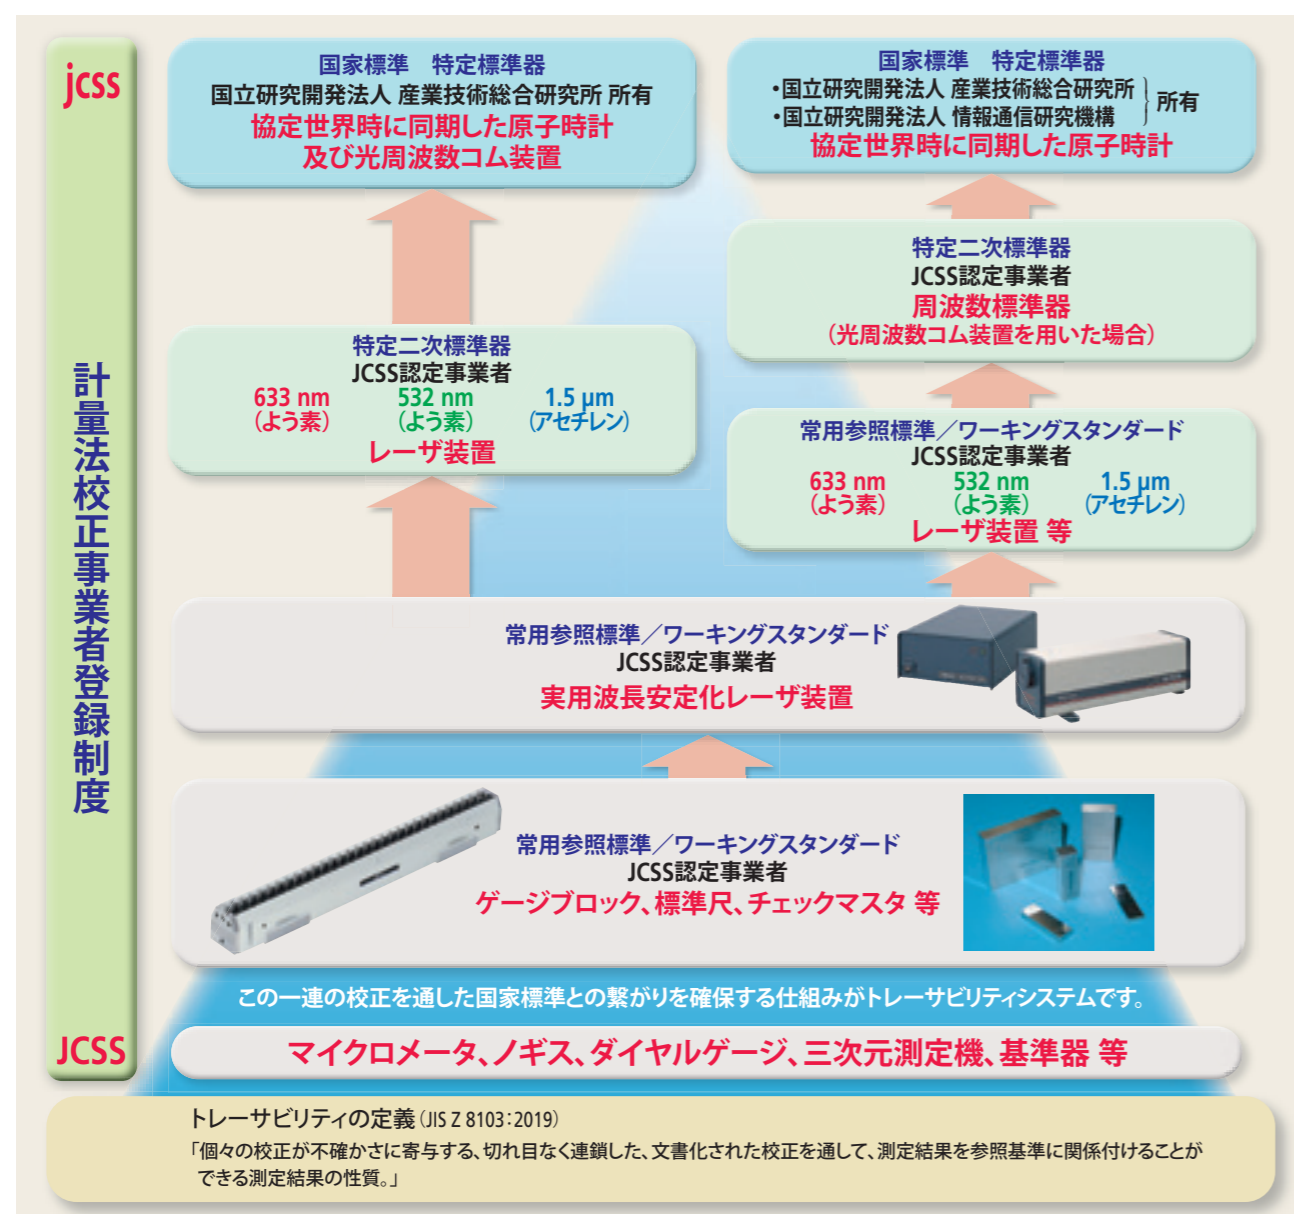 jcss
計量法校正事業者登録制度
JCSS
国家標準　特定標準器
国立研究開発法人 産業技術総合研究所 所有
協定世界時に同期した原子時計
及び光周波数コム装置
国家標準　特定標準器
・国立研究開発法人 産業技術総合研究所
・国立研究開発法人 情報通信研究機構
所有
協定世界時に同期した原子時計
特定二次標準器
JCSS認定事業者
周波数標準器
（光周波数コム装置を用いた場合）
特定二次標準器
JCSS認定事業者
633 nm 532 nm 1.5 μm
（よう素） （よう素） （アセチレン）
レーザ装置
常用参照標準／ワーキングスタンダード
JCSS認定事業者
633 nm 532 nm 1.5 μm
（よう素） （よう素） （アセチレン）
レーザ装置 等
常用参照標準／ワーキングスタンダード
JCSS認定事業者
実用波長安定化レーザ装置
常用参照標準／ワーキングスタンダード
JCSS認定事業者
ゲージブロック、標準尺、チェックマスタ 等
この一連の校正を通した国家標準との繋がりを確保する仕組みがトレーサビリティシステムです。
マイクロメータ、ノギス、ダイヤルゲージ、三次元測定機、基準器 等
トレーサビリティの定義（JIS Z 8103：2019）
「個々の校正が不確かさに寄与する、切れ目なく連鎖した、文書化された校正を通して、測定結果を参照基準に関係付けることが
できる測定結果の性質。」